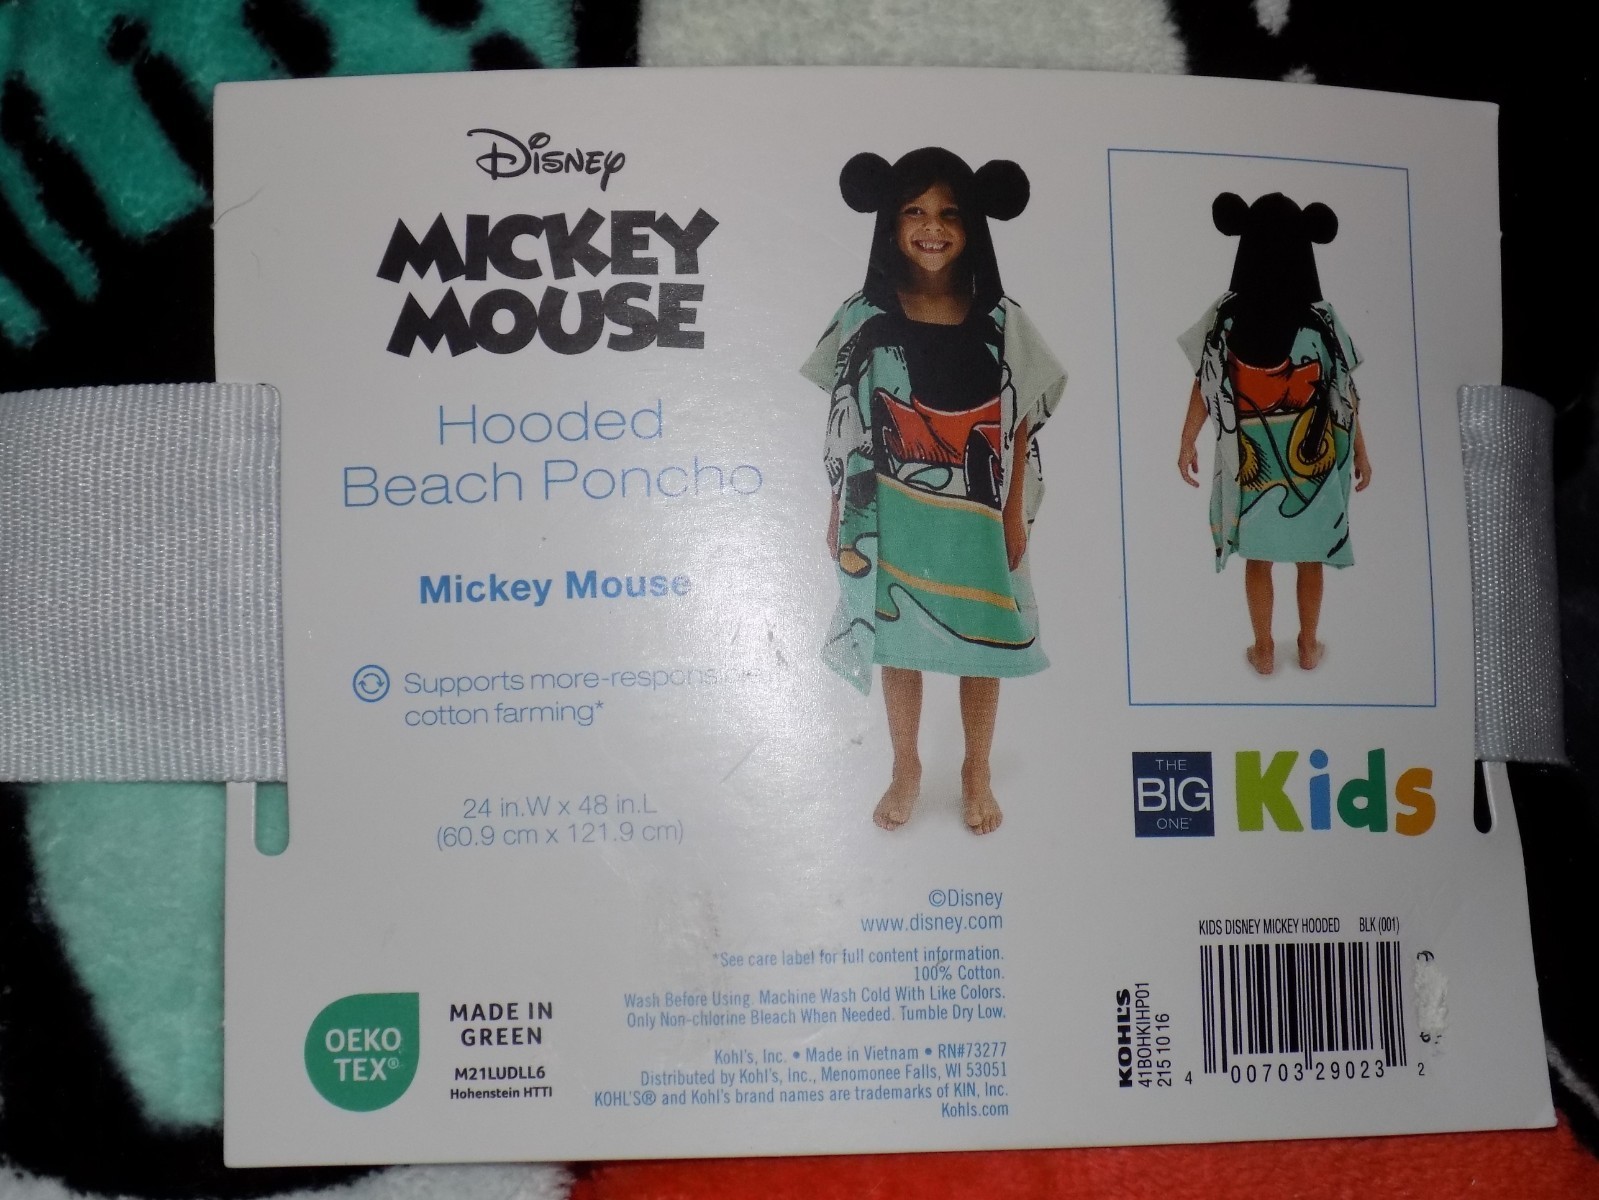 Disney
MICKEY
MOUSE
Hooded
Beach Poncho
Mickey Mouse
Supports more-responsible
cotton farming*
24 in.W x 48 in.L
(60.9 cm x 121.9 cm)
OEKO
TEX®
MADE IN
GREEN
M21LUDLL6
Hohenstein HTTI
©Disney
www.disney.com
*See care label for full content information.
100% Cotton.
Wash Before Using. Machine Wash Cold With Like Colors.
Only Non-chlorine Bleach When Needed. Tumble Dry Low.
Kohl's, Inc. • Made in Vietnam • RN#73277
Distributed by Kohl's, Inc., Menomonee Falls, WI 53051
KOHL'S® and Kohl's brand names are trademarks of KIN, Inc.
Kohls.com
THE
BIG
ONE®
Kids
KIDS DISNEY MICKEY HOODED BLK (001)
KOHL'S
41BOHKIHP01
215 10 16
4 00703 29023 2